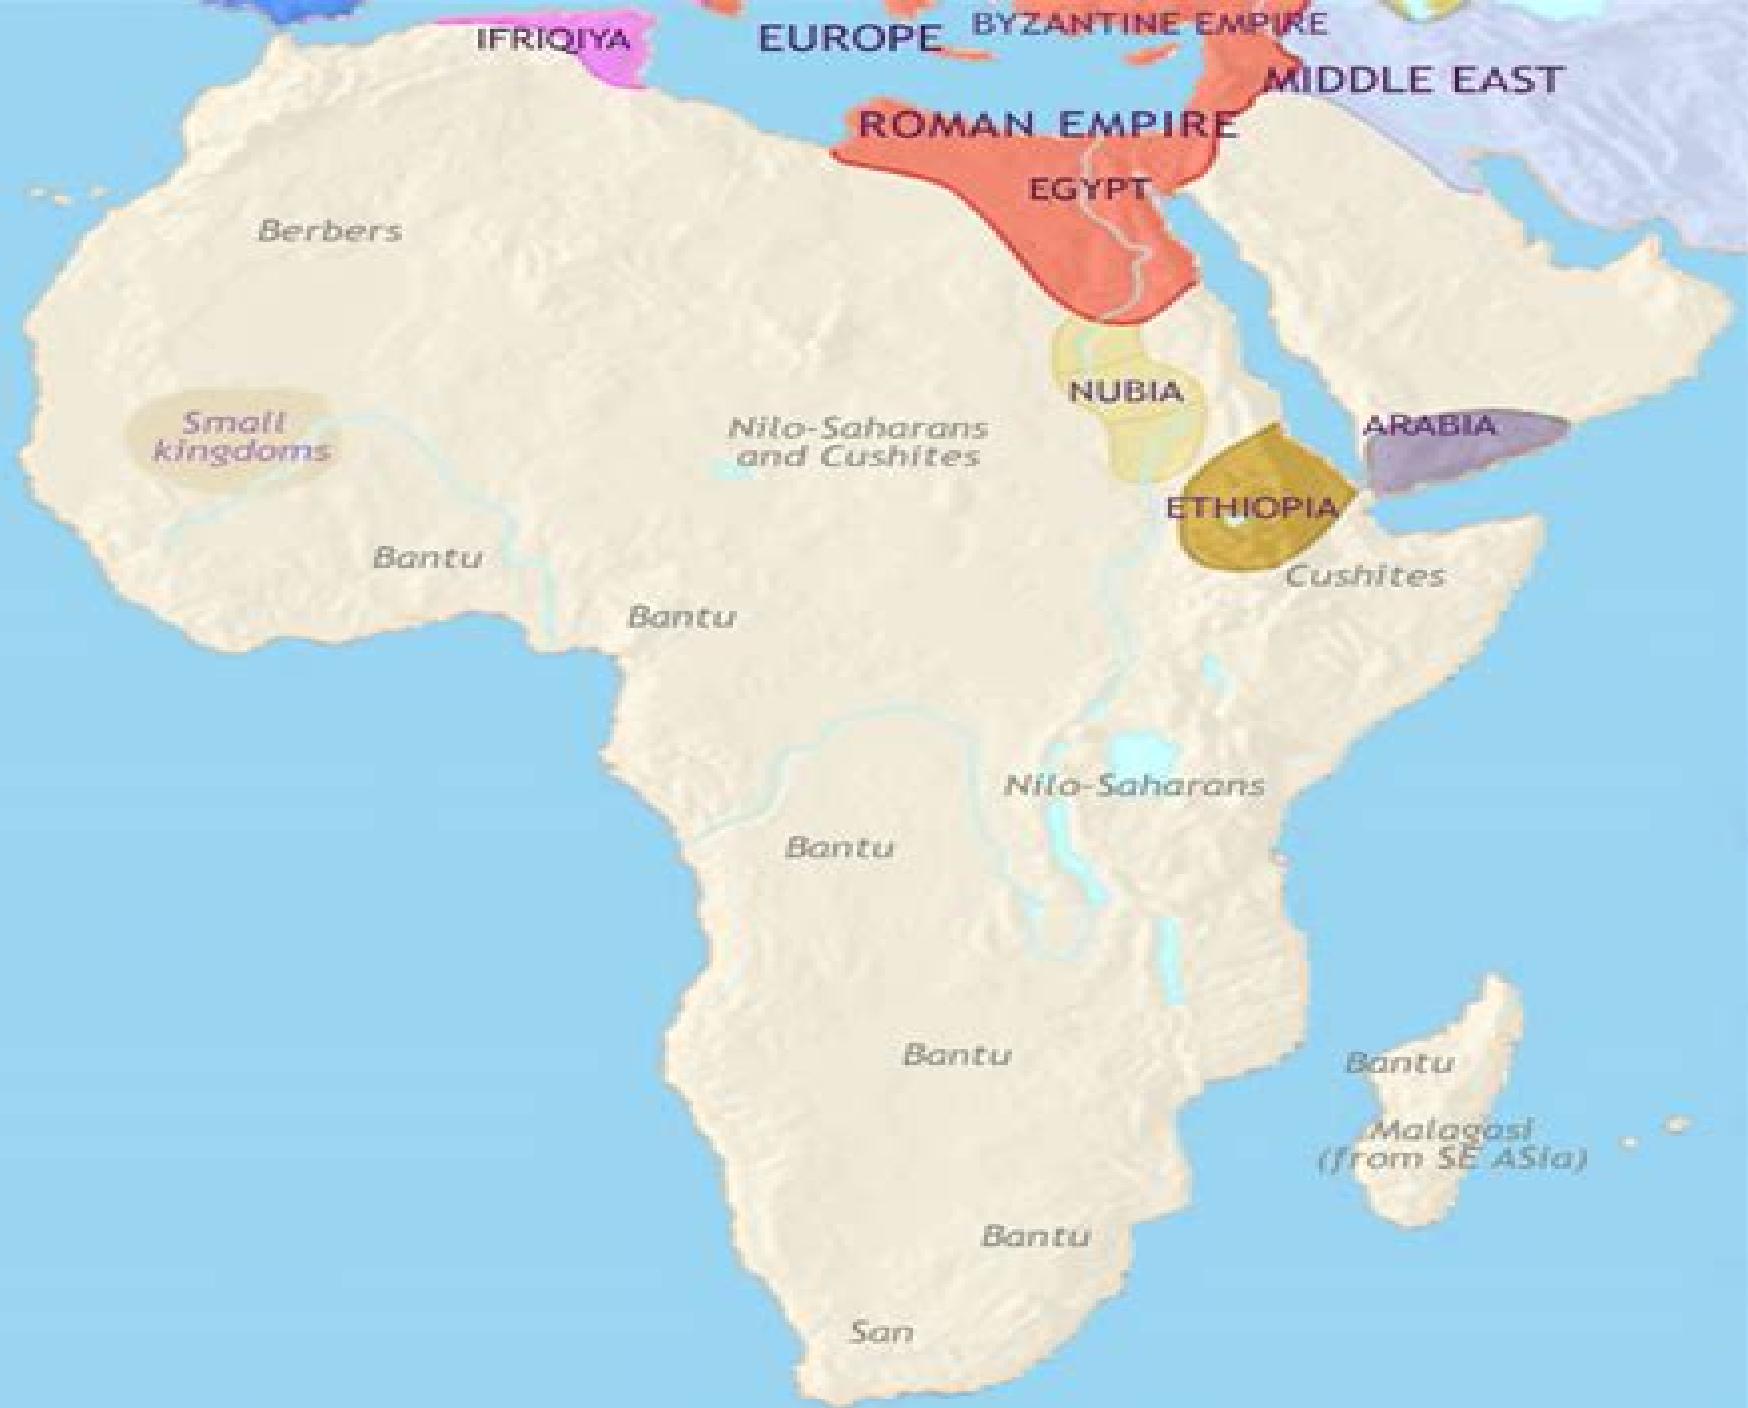 IFRIQIYA
EUROPE
BYZANTINE EMPIRE
MIDDLE EAST
ROMAN EMPIRE
EGYPT
Berbers
NUBIA
Small
kingdoms
Nilo-Saharans
and Cushites
ARABIA
ETHIOPIA
Bantu
Cushites
Bantu
Nilo-Saharans
Bantu
Bantu
Bantu
Malagasi
(from SE ASia)
Bantu
San